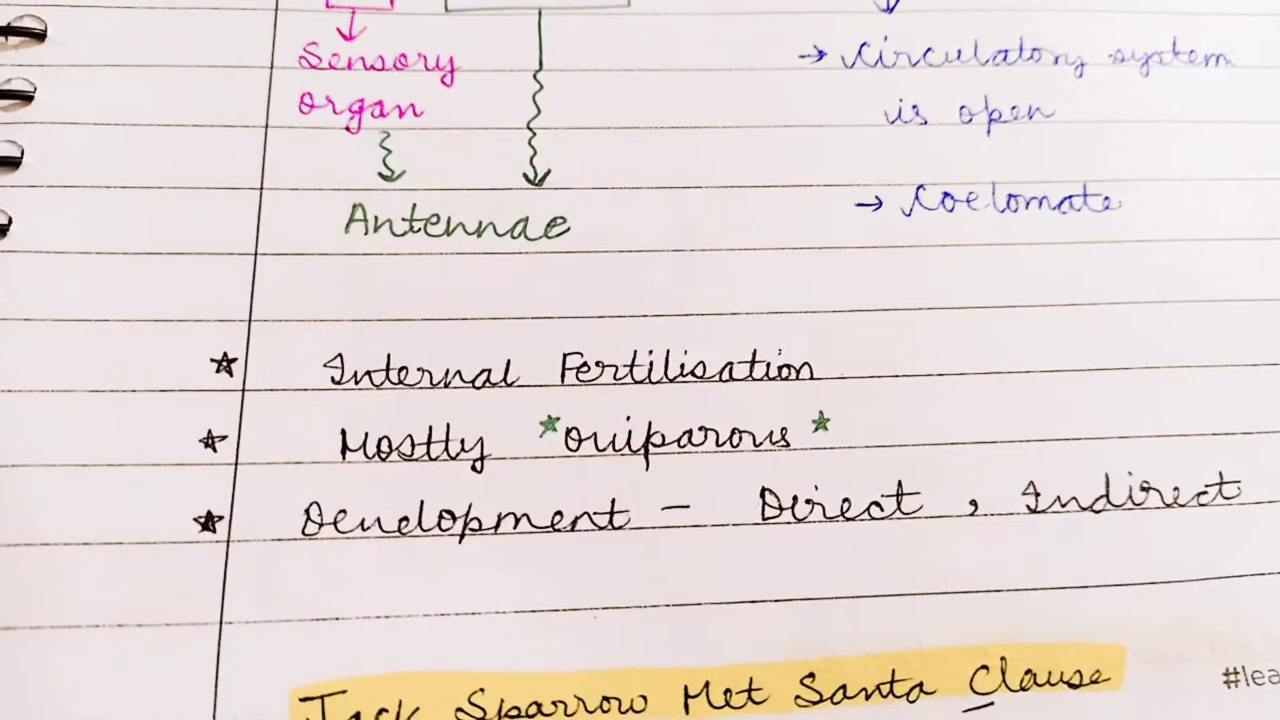 Sensory
organ
Antennae
→ Circulatory system
is open
→ Coelomate
Internal Fertilisation
Mostly *oviparous*
Development - Direct, Indirect
Jack Sparrow Met Santa Clause
#lea